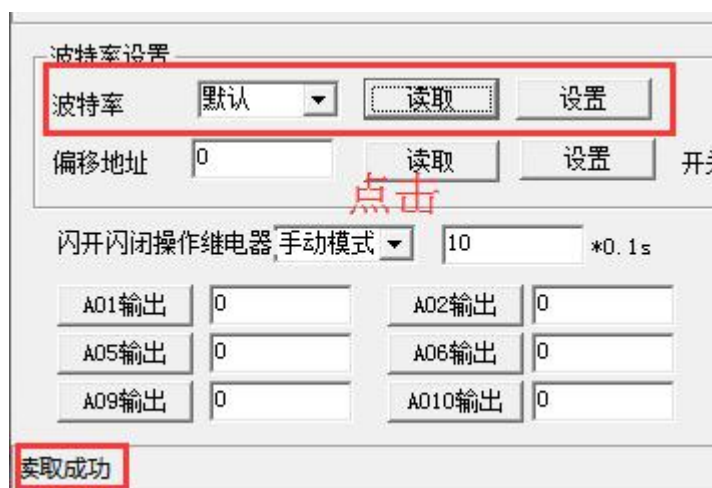 波特率设置
波特率 默认 读取 设置
偏移地址 0 读取 设置 开
点击
闪开闪闭操作继电器 手动模式 10 *0.1s
A01输出 0 A02输出 0
A05输出 0 A06输出 0
A09输出 0 A010输出 0
读取成功